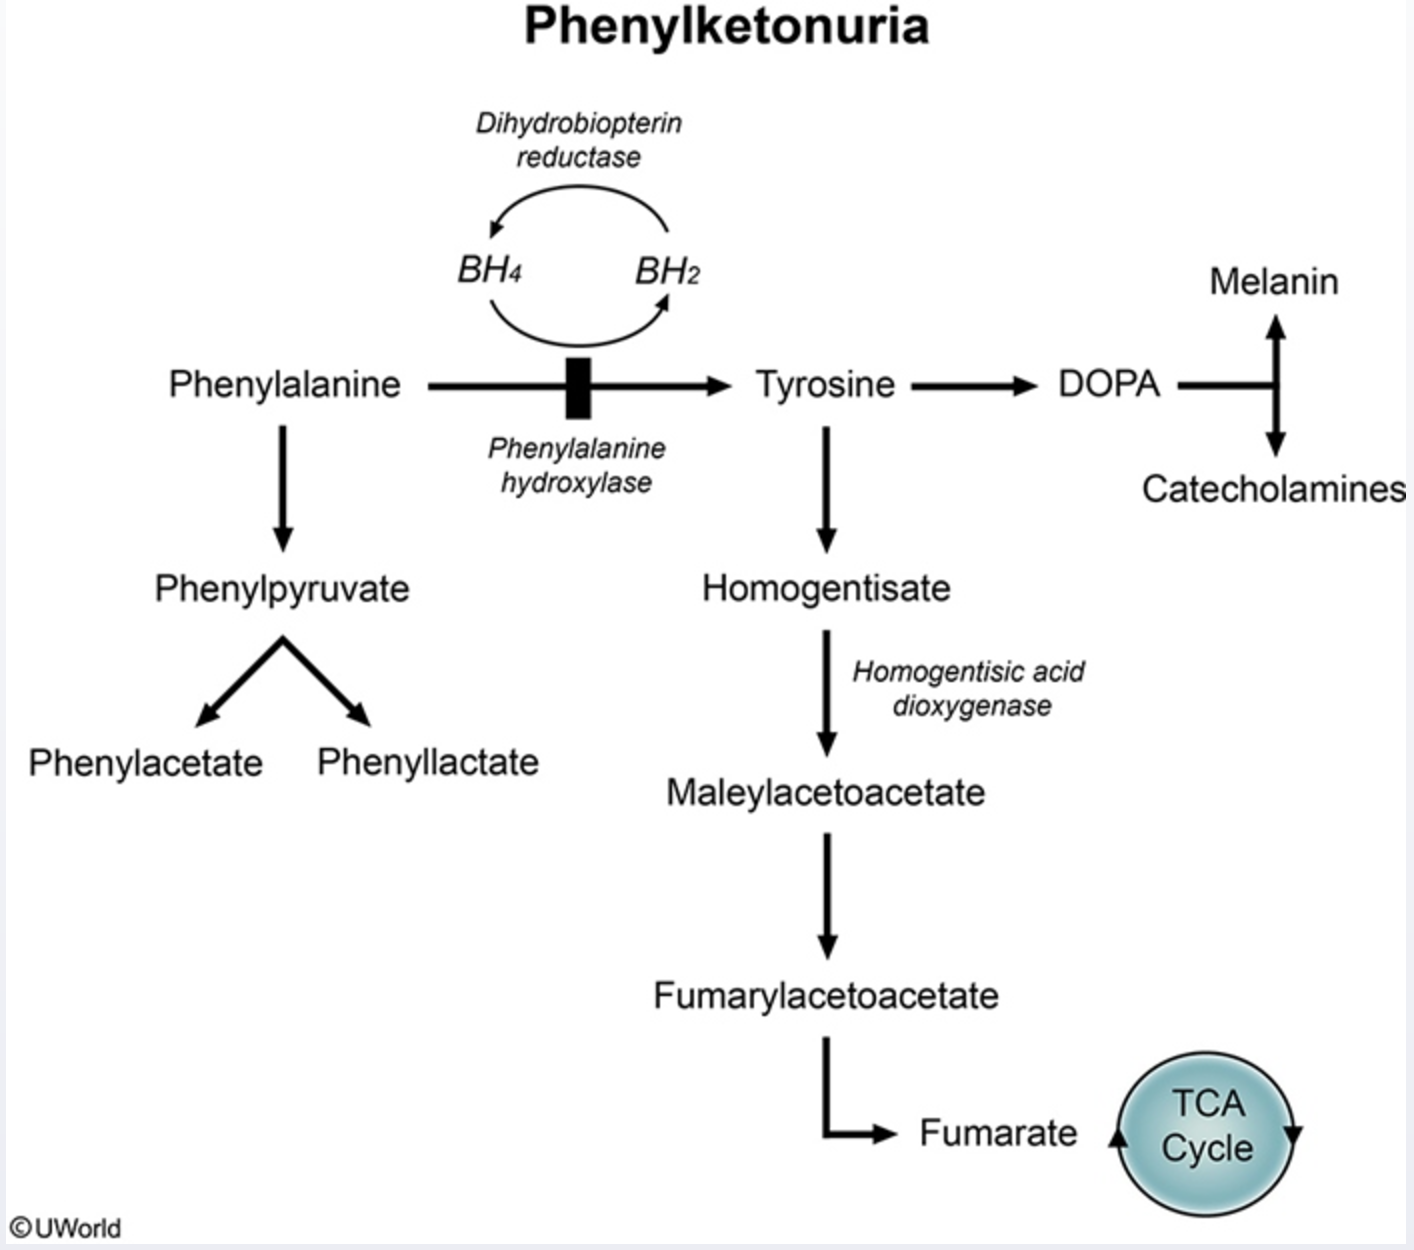 Phenylketonuria
Dihydrobiopterin
reductase
BH4
BH2
Melanin
Phenylalanine
Tyrosine
DOPA
Phenylalanine
hydroxylase
Catecholamines
Phenylpyruvate
Homogentisate
Homogentisic acid
dioxygenase
Phenylacetate
Phenyllactate
Maleylacetoacetate
Fumarylacetoacetate
Fumarate
TCA
Cycle
©UWorld